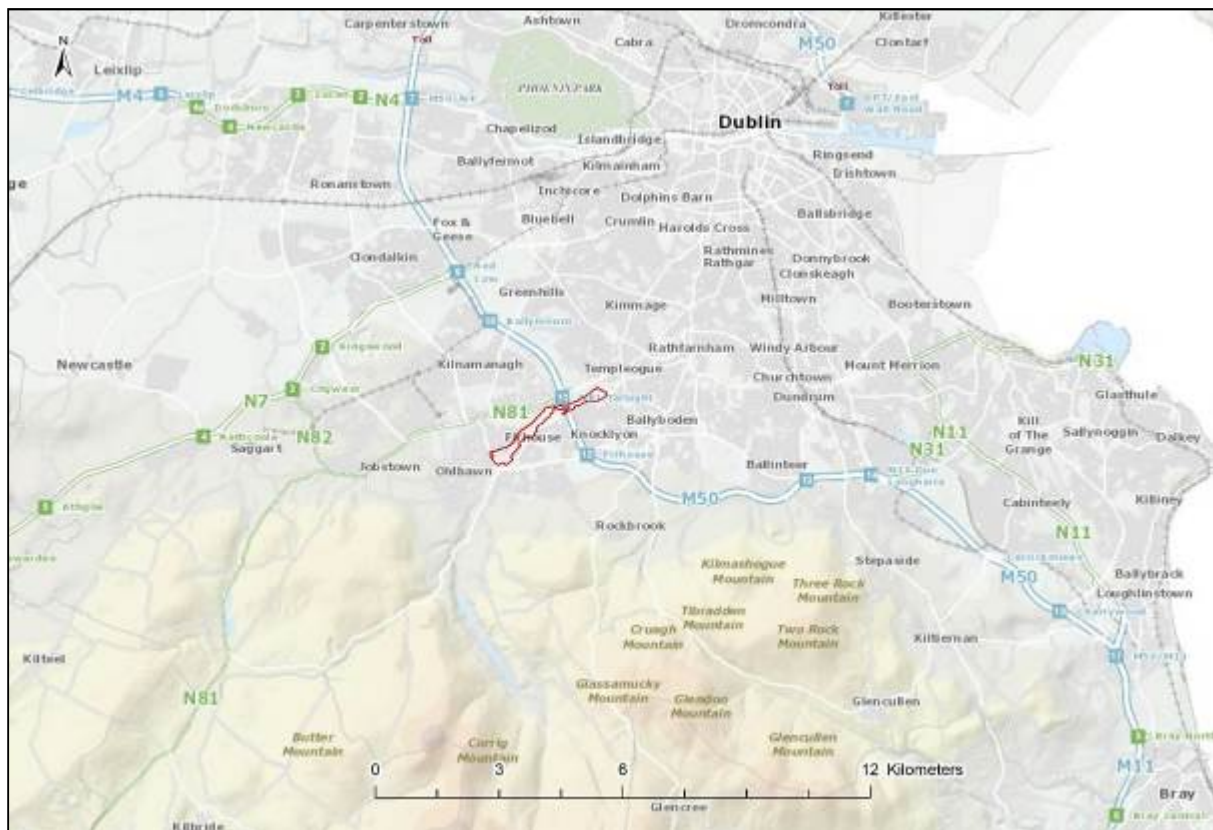 Carpenterstown
Ashtown
Drumcondra
Killester
Toll
Cabra
M50
Clontarf
N
Leixlip
M4
N4
PHOENIX PARK
Toll
Dublin
Chapelizod
Islandbridge
Ringsend
Irishtown
Ballyfermot
Kilmainham
Ronanstown
Inchicore
Dolphins Barn
Ballsbridge
Bluebell
Crumlin
Harolds Cross
Fox &
Geese
Clondalkin
Rathmines
Rathgar
Donnybrook
Clonskeagh
Greenhills
Kimmage
Milltown
Booterstown
Newcastle
Kilnamanagh
Rathfarnham
Windy Arbour
Mount Merrion
N31
Templeogue
Churchtown
Dundrum
Glasthule
N7
N81
Ballyboden
Kill
of The
Grange
Sallynoggin
Dalkey
N11
N31
N82
Saggart
Firhouse
Knocklyon
Firhouse
Jobstown
Oldbawn
Ballinteer
M50
Cabinteely
Killiney
Rockbrook
N11
Stepaside
Kilmashogue
Mountain
Three Rock
Mountain
M50
Ballybrack
Loughlinstown
Tibradden
Mountain
Cruagh
Mountain
Two Rock
Mountain
Kiltiernan
Kilteel
N81
Glassamucky
Mountain
Glendoo
Mountain
Glencullen
Butter
Mountain
Corrig
Mountain
Glencullen
Mountain
M11
0 3 6 12 Kilometers
Glencree
Bray
Kilbride